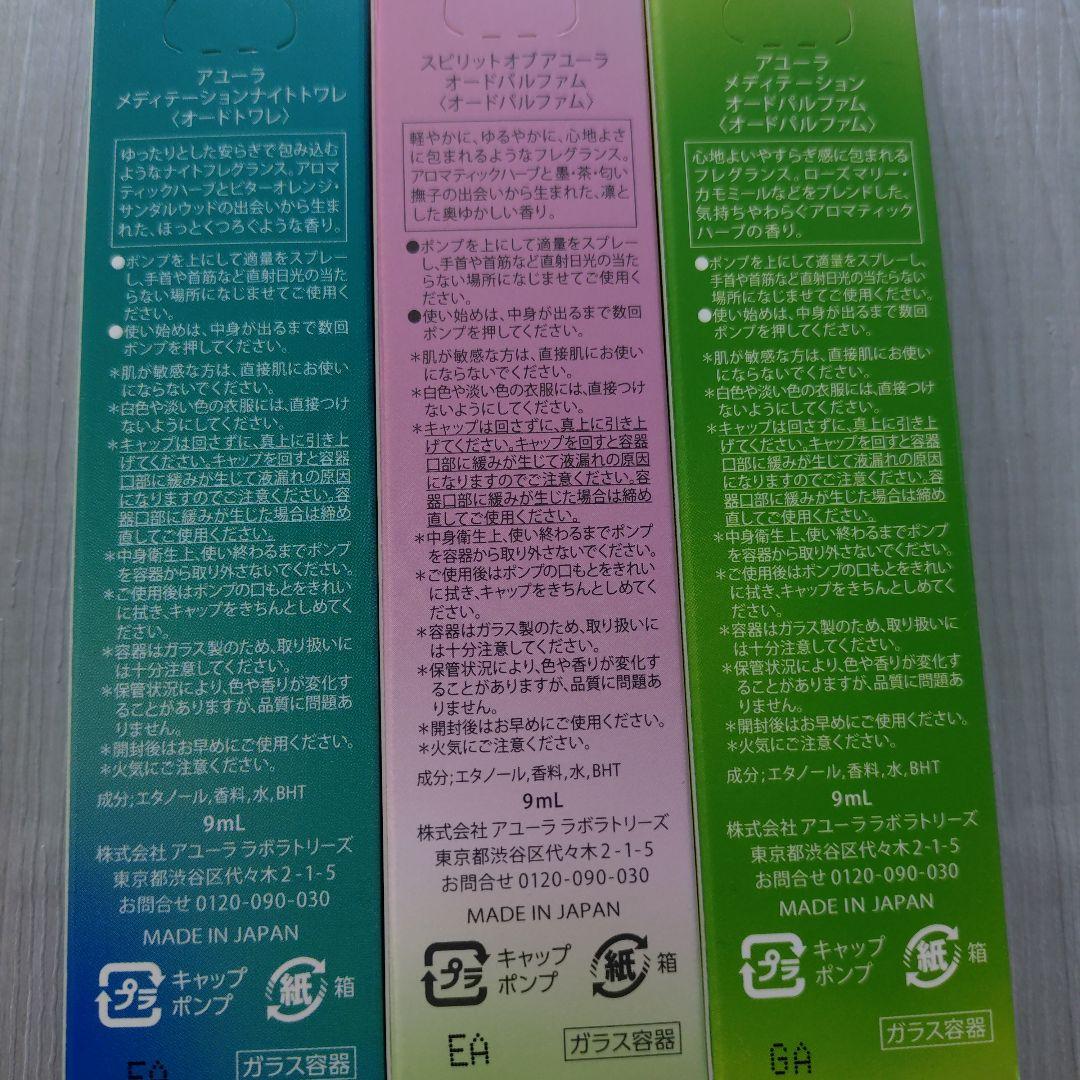 アユーラ
メディテーションナイトトワレ
〈オードトワレ〉
ゆったりとした安らぎで包み込む
ようなナイトフレグランス。アロマ
ティックハーブとビターオレンジ・
サンダルウッドの出会いから生ま
れた、ほっとくつろぐような香り。
●ポンプを上にして適量をスプレー
し、手首や首筋など直射日光の当た
らない場所になじませてご使用く
ださい。
●使い始めは、中身が出るまで数回
ポンプを押してください。
*肌が敏感な方は、直接肌にお使い
にならないでください。
*白色や淡い色の衣服には、直接つけ
ないようにしてください。
*キャップは回さずに、真上に引き上
げてください。キャップを回すと容器
口部に緩みが生じて液漏れの原因
になりますのでご注意ください。容
器口部に緩みが生じた場合は締め
直してご使用ください。
*中身衛生上、使い終わるまでポンプ
を容器から取り外さないでください。
*ご使用後はポンプの口もとをきれい
に拭き、キャップをきちんとしめてく
ださい。
*容器はガラス製のため、取り扱いに
は十分注意してください。
*保管状況により、色や香りが変化す
ることがありますが、品質に問題あ
りません。
*開封後はお早めにご使用ください。
*火気にご注意ください。
成分;エタノール,香料,水,BHT
9mL
株式会社 アユーララボラトリーズ
東京都渋谷区代々木2-1-5
お問合せ 0120-090-030
MADE IN JAPAN
プラ キャップ
ポンプ
紙 箱
EA
ガラス容器
スピリットオブアユーラ
オードパルファム
〈オードパルファム〉
軽やかに、ゆるやかに、心地よさ
に包まれるようなフレグランス。
アロマティックハーブと墨・茶・匂い
撫子の出会いから生まれた、凛と
した奥ゆかしい香り。
●ポンプを上にして適量をスプレー
し、手首や首筋など直射日光の当た
らない場所になじませてご使用く
ださい。
●使い始めは、中身が出るまで数回
ポンプを押してください。
*肌が敏感な方は、直接肌にお使い
にならないでください。
*白色や淡い色の衣服には、直接つけ
ないようにしてください。
*キャップは回さずに、真上に引き上
げてください。キャップを回すと容器
口部に緩みが生じて液漏れの原因
になりますのでご注意ください。容
器口部に緩みが生じた場合は締め
直してご使用ください。
*中身衛生上、使い終わるまでポンプ
を容器から取り外さないでください。
*ご使用後はポンプの口もとをきれい
に拭き、キャップをきちんとしめてく
ださい。
*容器はガラス製のため、取り扱いに
は十分注意してください。
*保管状況により、色や香りが変化す
ることがありますが、品質に問題あ
りません。
*開封後はお早めにご使用ください。
*火気にご注意ください。
成分;エタノール,香料,水,BHT
9mL
株式会社 アユーララボラトリーズ
東京都渋谷区代々木2-1-5
お問合せ 0120-090-030
MADE IN JAPAN
プラ キャップ
ポンプ
紙 箱
EA
ガラス容器
アユーラ
メディテーション
オードパルファム
〈オードパルファム〉
心地よいやすらぎ感に包まれる
フレグランス。ローズマリー・
カモミールなどをブレンドした、
気持ちやわらぐアロマティック
ハーブの香り。
●ポンプを上にして適量をスプレーし、
手首や首筋など直射日光の当たらない
場所になじませてご使用ください。
●使い始めは、中身が出るまで数回
ポンプを押してください。
*肌が敏感な方は、直接肌にお使い
にならないでください。
*白色や淡い色の衣服には、直接つけ
ないようにしてください。
*キャップは回さずに、真上に引き上
げてください。キャップを回すと容器
口部に緩みが生じて液漏れの原因
になりますのでご注意ください。容
器口部に緩みが生じた場合は締め
直してご使用ください。
*中身衛生上、使い終わるまでポンプ
を容器から取り外さないでください。
*ご使用後はポンプの口もとをきれい
に拭き、キャップをきちんとしめてく
ださい。
*容器はガラス製のため、取り扱いに
は十分注意してください。
*保管状況により、色や香りが変化す
ることがありますが、品質に問題あ
りません。
*開封後はお早めにご使用ください。
*火気にご注意ください。
成分;エタノール,香料,水,BHT
9mL
株式会社 アユーララボラトリーズ
東京都渋谷区代々木2-1-5
お問合せ 0120-090-030
MADE IN JAPAN
プラ キャップ
ポンプ
紙 箱
GA
ガラス容器